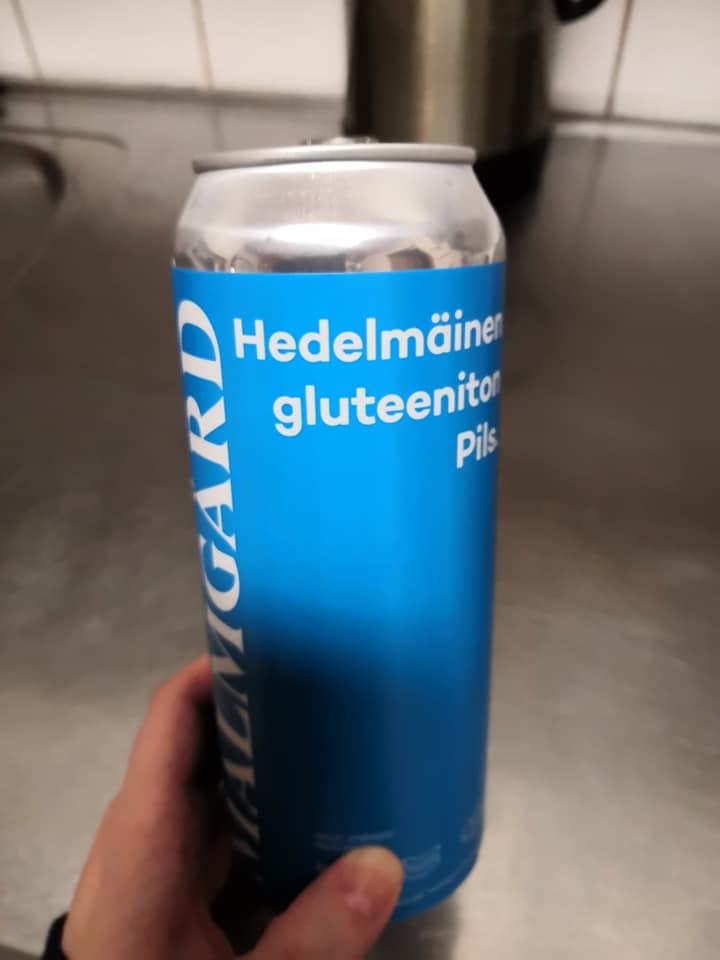 MALMGÅRD
Hedelmäinen
gluteeniton
Pils.